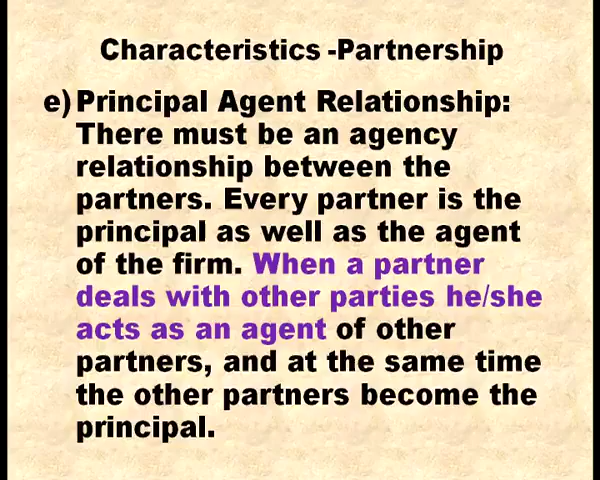 Characteristics -Partnership
e) Principal Agent Relationship:
There must be an agency
relationship between the
partners. Every partner is the
principal as well as the agent
of the firm. When a partner
deals with other parties he/she
acts as an agent of other
partners, and at the same time
the other partners become the
principal.